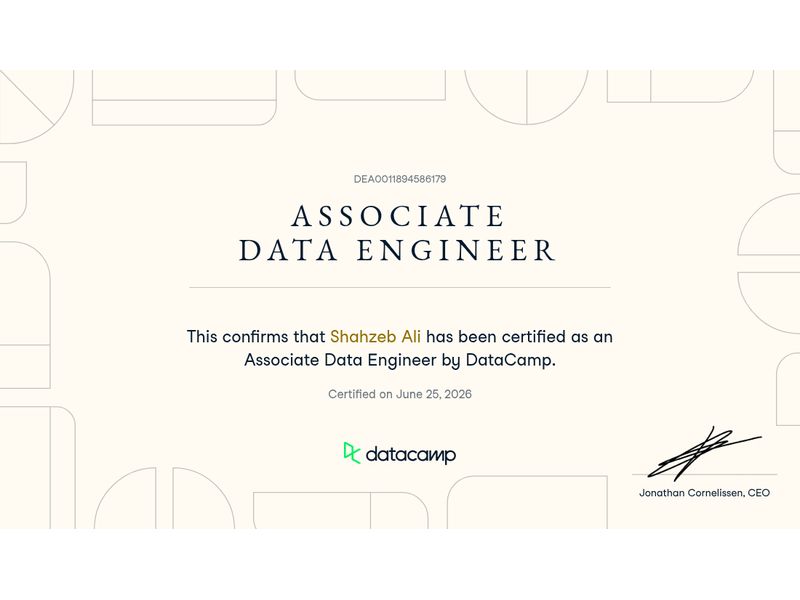 DEA0011894586179
ASSOCIATE
DATA ENGINEER
This confirms that Shahzeb Ali has been certified as an
Associate Data Engineer by DataCamp.
Certified on June 25, 2026
datacamp
Jonathan Cornelissen, CEO